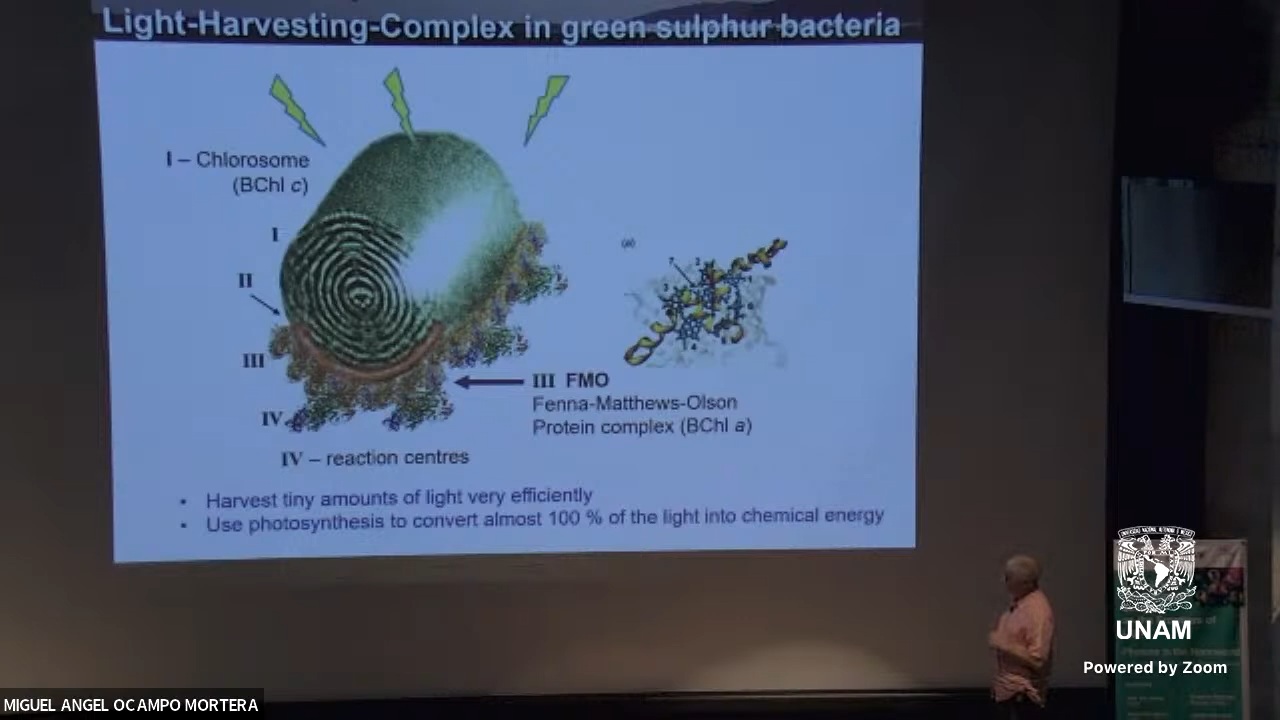 Light-Harvesting-Complex in green sulphur bacteria
I – Chlorosome
(BChl c)
I
II
III
IV
(a)
III FMO
Fenna-Matthews-Olson
Protein complex (BChl a)
IV – reaction centres
• Harvest tiny amounts of light very efficiently
• Use photosynthesis to convert almost 100 % of the light into chemical energy
UNAM
Powered by Zoom
MIGUEL ANGEL OCAMPO MORTERA